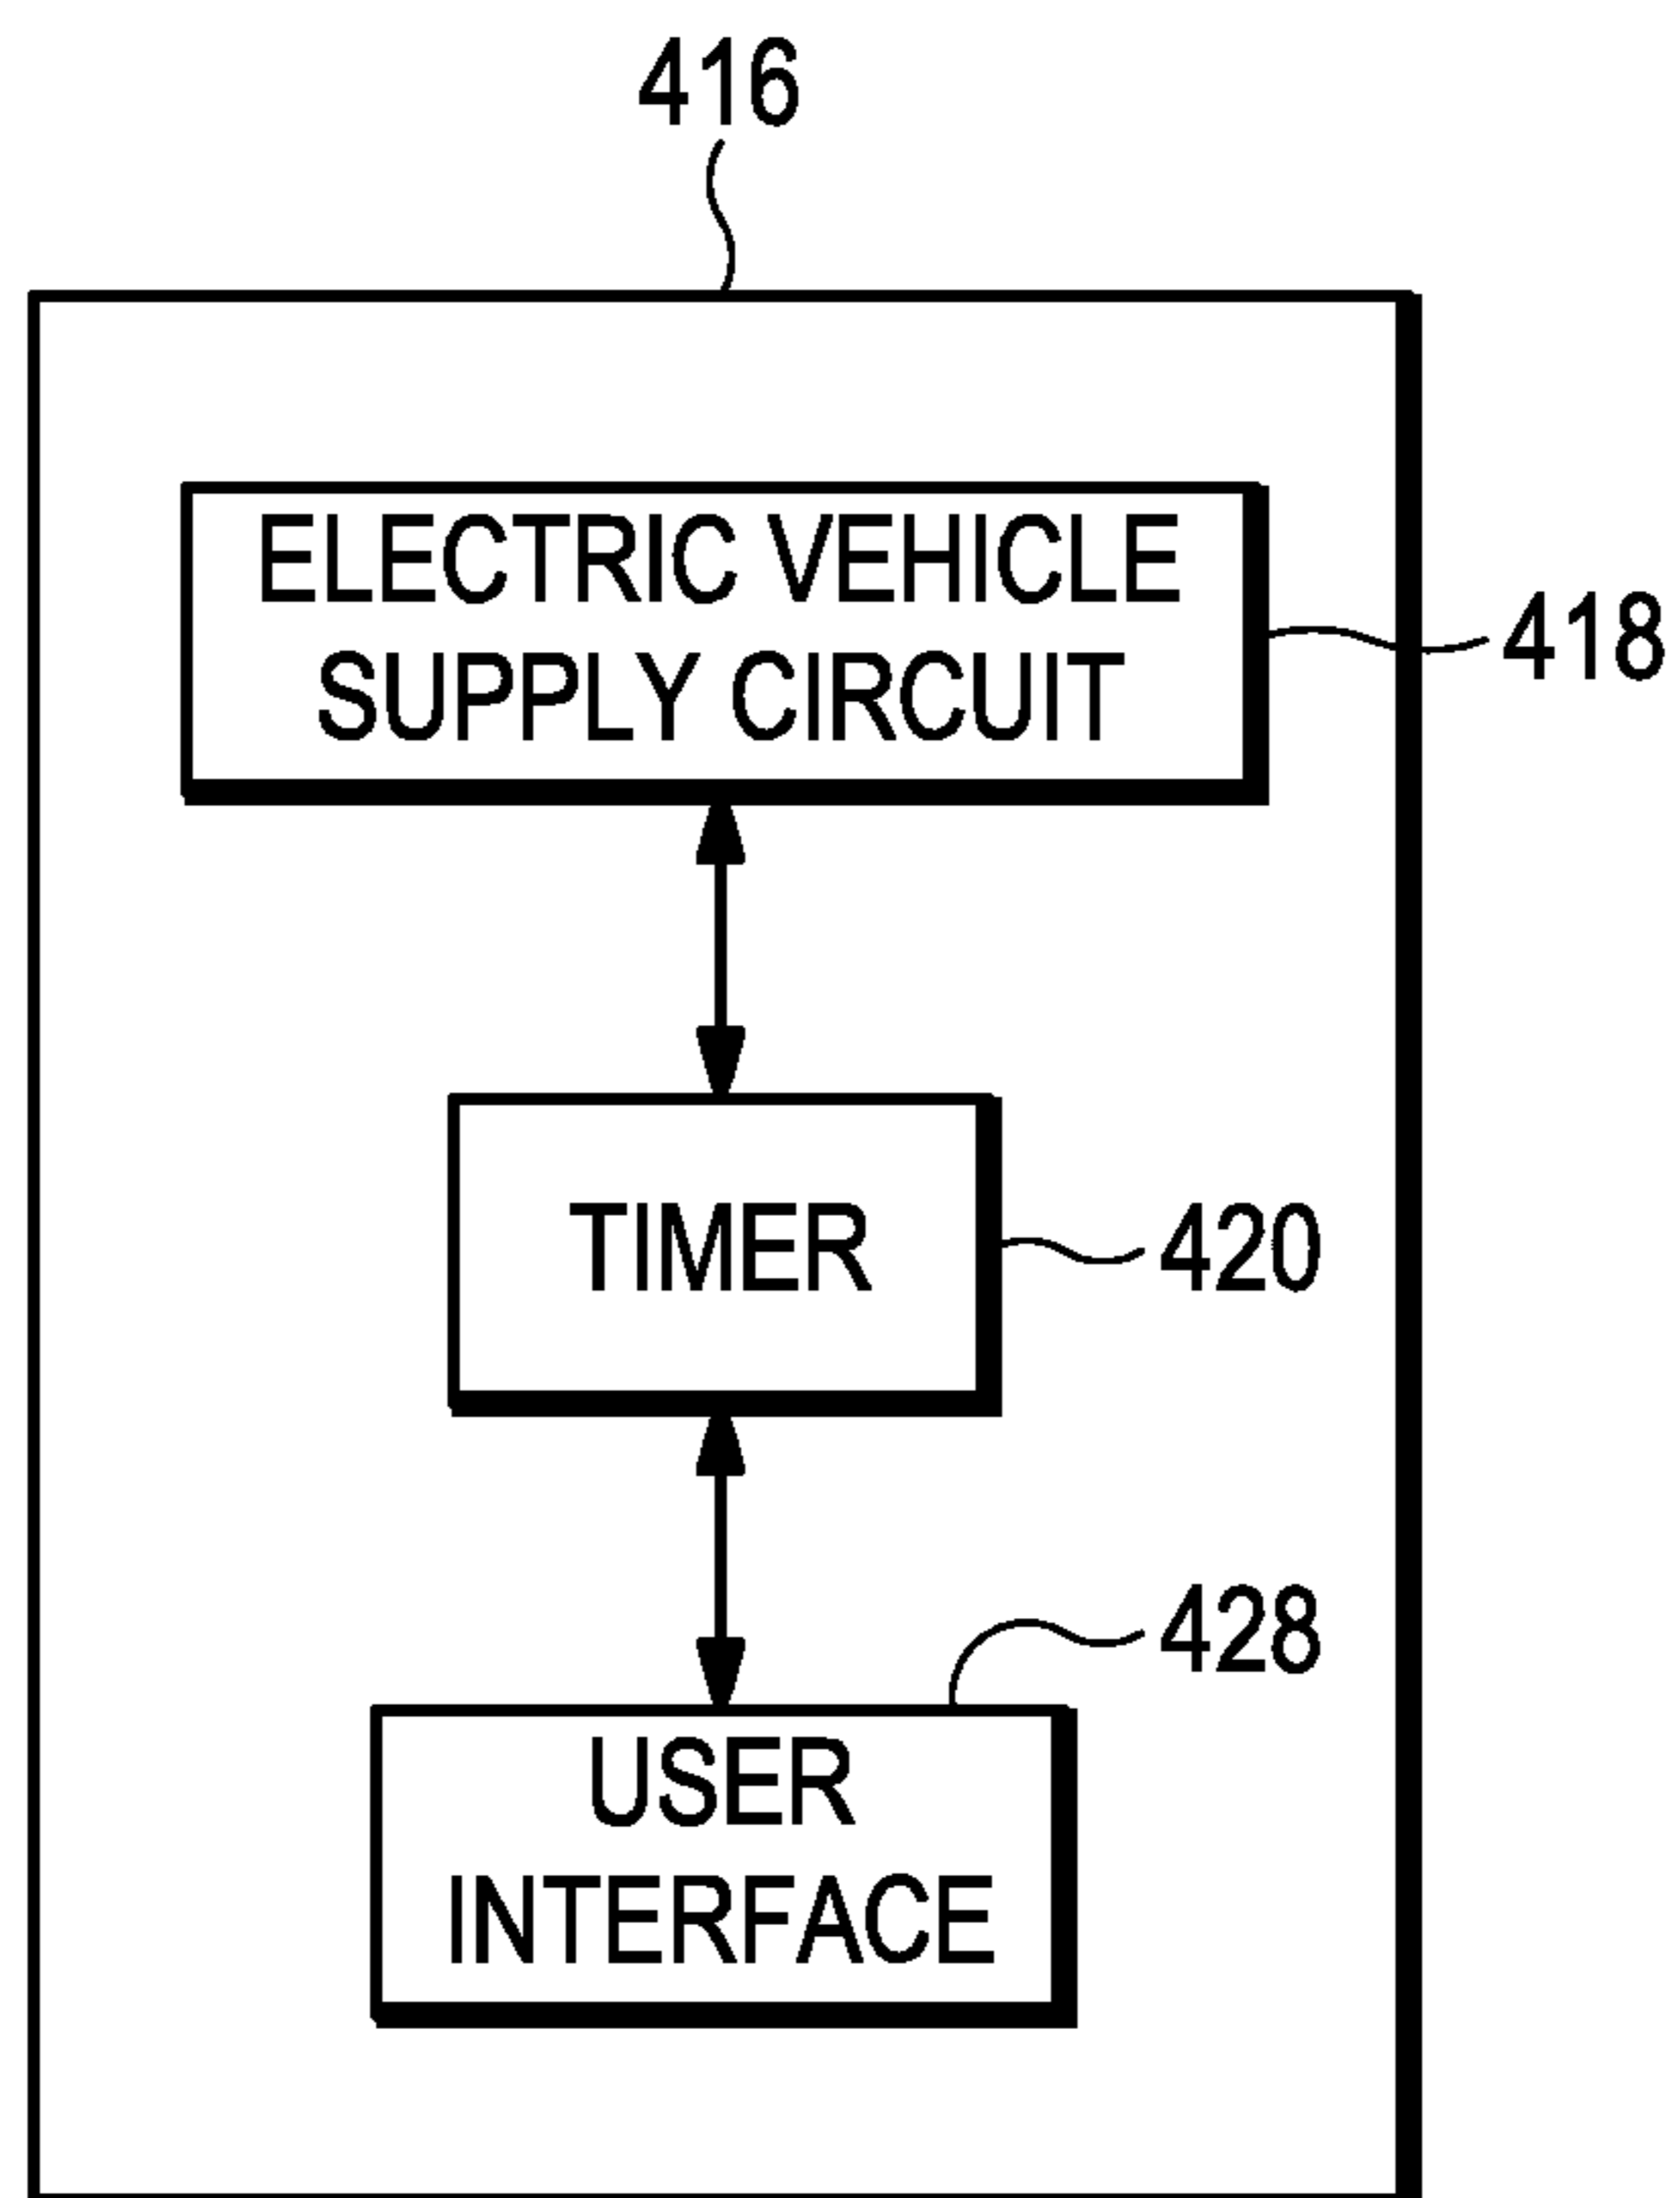 416
ELECTRIC VEHICLE
SUPPLY CIRCUIT
418
TIMER
420
428
USER
INTERFACE